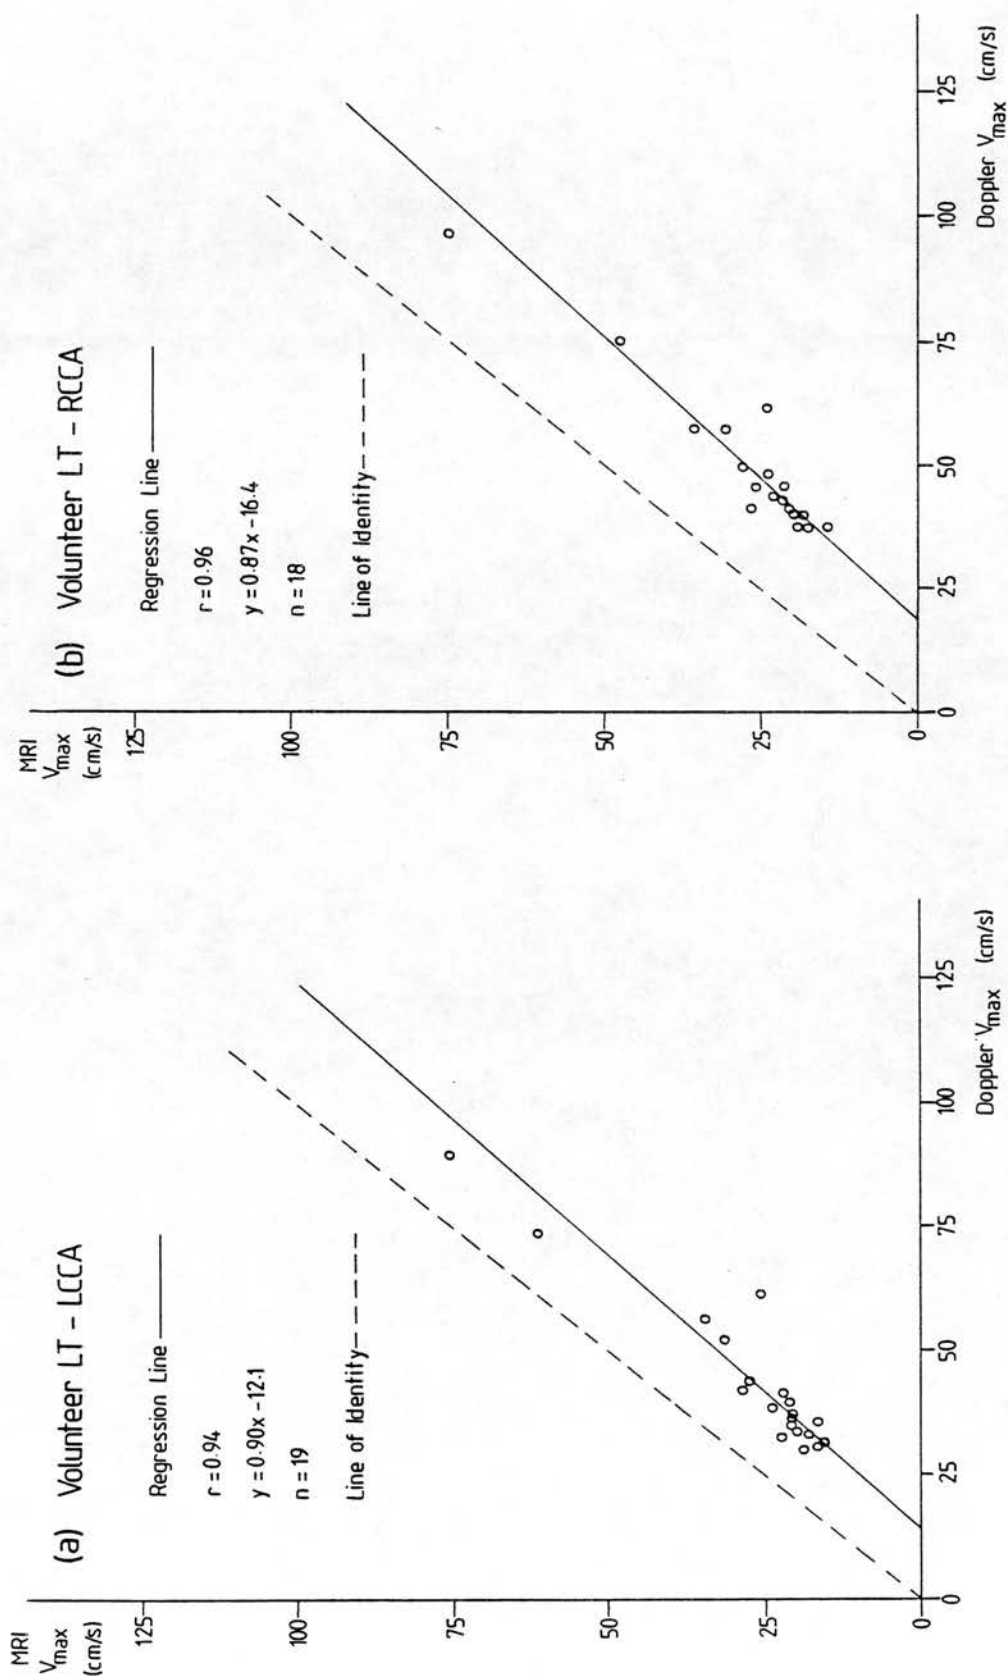 (a) Volunteer LT - LCCA
MRI
Vmax
(cm/s)
125
100
75
50
25
0
Regression Line
r = 0.94
y = 0.90x - 12.1
n = 19
Line of Identity
0
25
50
75
100
125
Doppler Vmax (cm/s)
(b) Volunteer LT - RCCA
MRI
Vmax
(cm/s)
125
100
75
50
25
0
Regression Line
r = 0.96
y = 0.87x - 16.4
n = 18
Line of Identity
0
25
50
75
100
125
Doppler Vmax (cm/s)